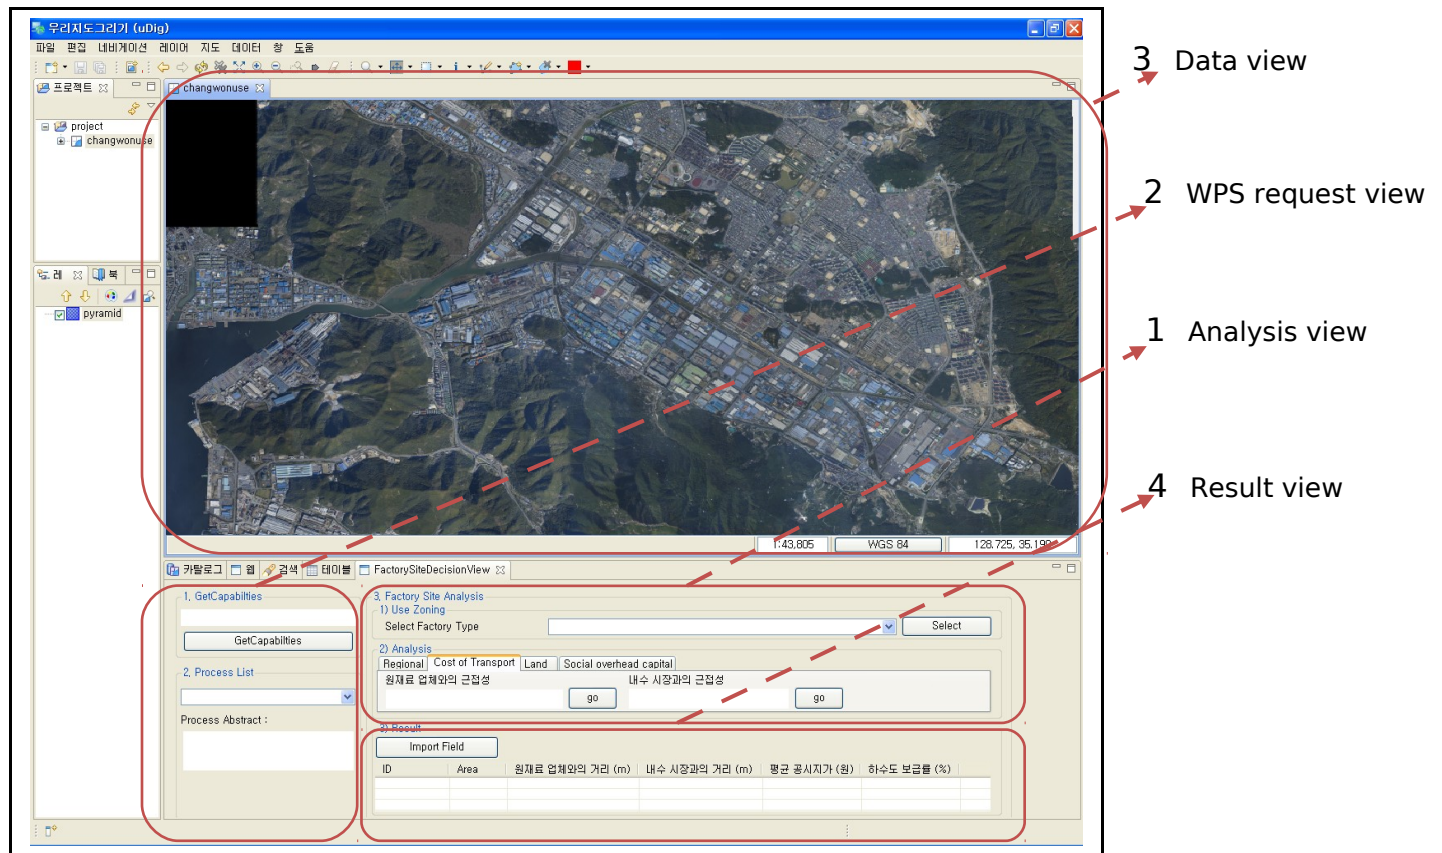 우리지도그리기 (uDig)
파일 편집 네비게이션 레이어 지도 데이터 창 도움
프로젝트
changwonuse
project
changwonuse
레 북
pyramid
1:43,805 WGS 84 128.725, 35.190
카탈로그 웹 검색 테이블 FactorySiteDecisionView
1. GetCapabilties
GetCapabilties
2. Process List
Process Abstract :
3. Factory Site Analysis
1) Use Zoning
Select Factory Type Select
2) Analysis
Regional Cost of Transport Land Social overhead capital
원재료 업체와의 근접성 내수 시장과의 근접성
go go
3) Result
Import Field
ID Area 원재료 업체와의 거리 (m) 내수 시장과의 거리 (m) 평균 공시지가 (원) 하수도 보급률 (%)
3 Data view
2 WPS request view
1 Analysis view
4 Result view